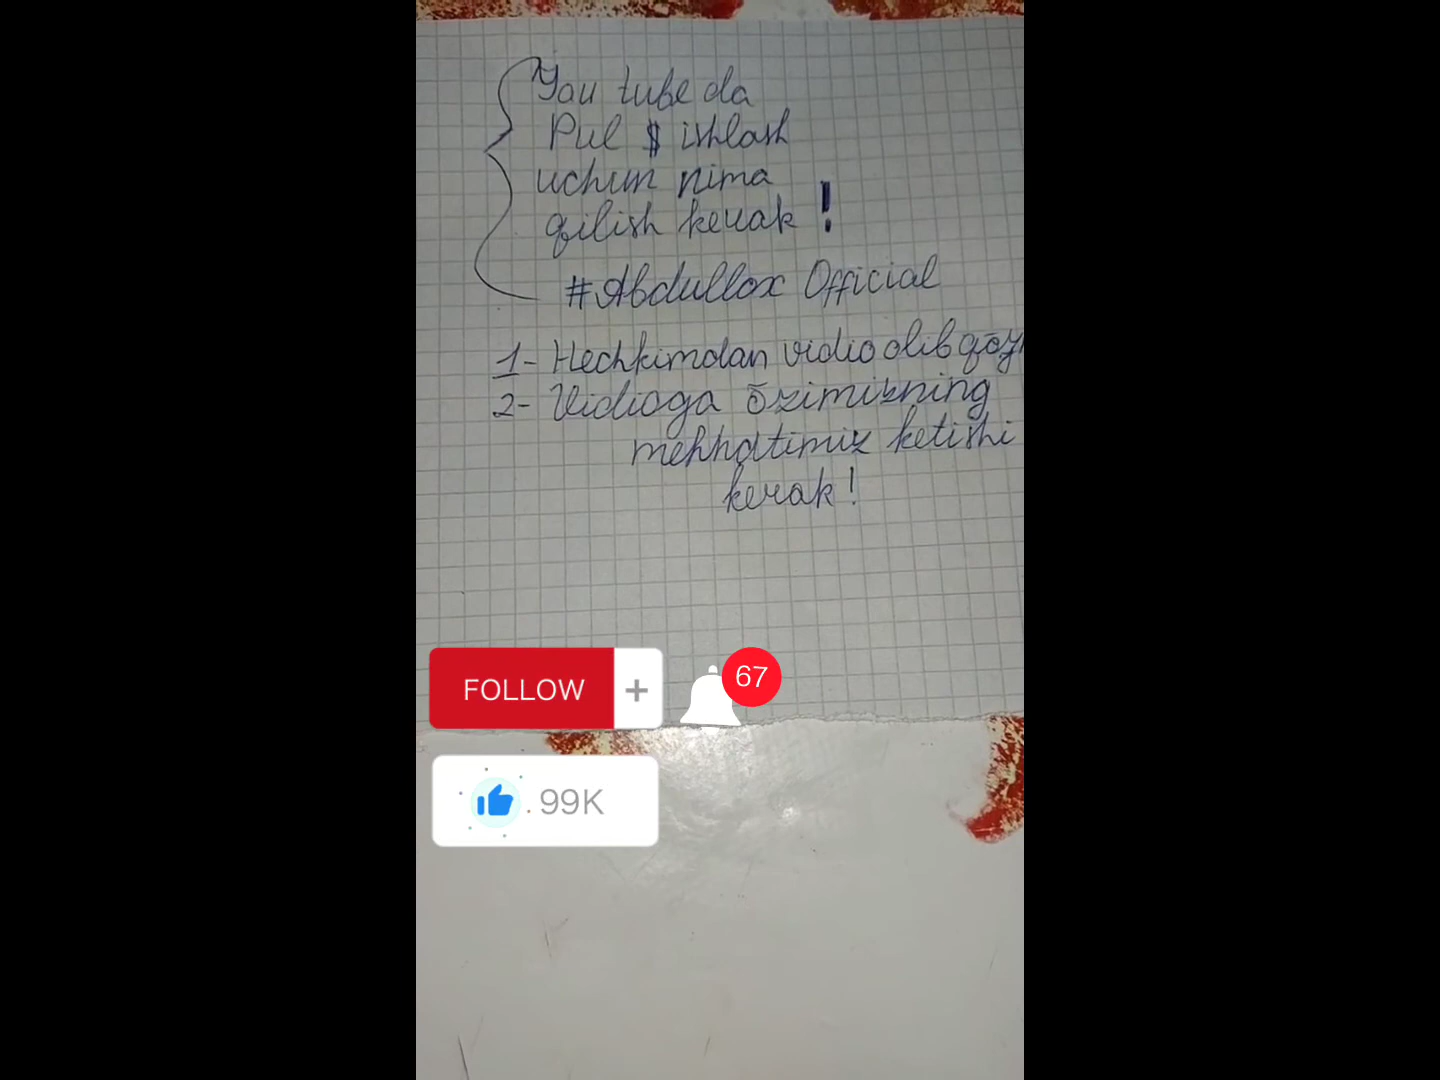 You tube da
Pul $ ishlash
uchun nima
qilish kerak !
#Abdullox Official
1- Hechkimdan vidio olib
2- Vidioga ōzimizning
mehnatimiz ketishi
kerak!
FOLLOW +
67
99K